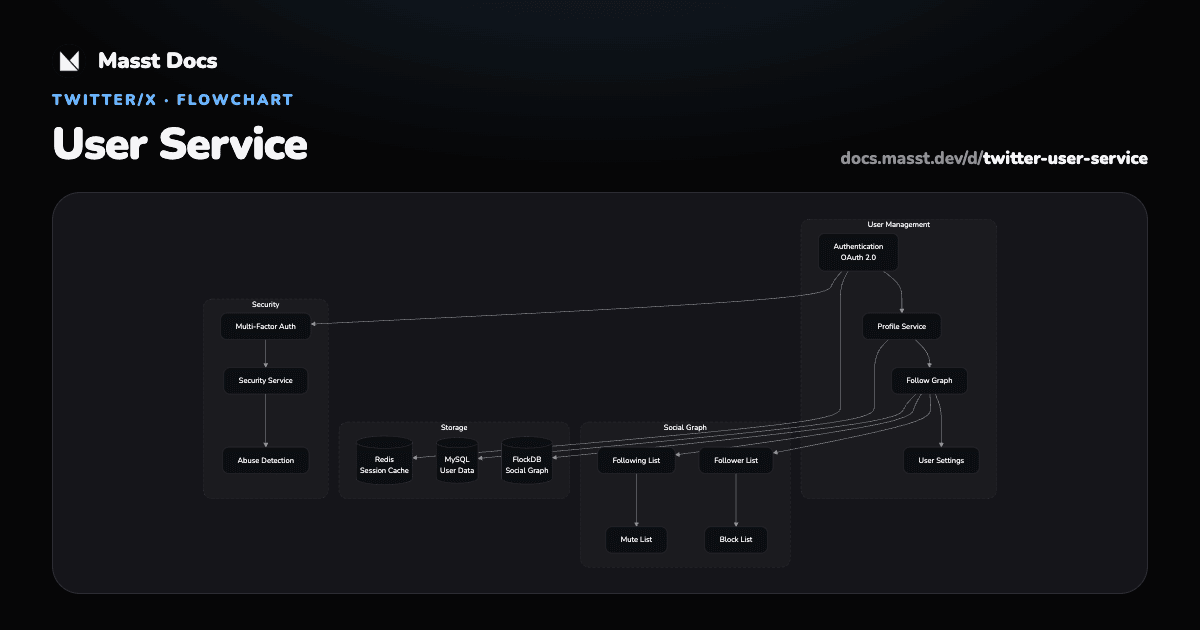 Masst Docs
TWITTER/X · FLOWCHART
User Service
docs.masst.dev/d/twitter-user-service
User Management
Authentication
OAuth 2.0
Profile Service
Follow Graph
User Settings
Security
Multi-Factor Auth
Security Service
Abuse Detection
Storage
Redis
Session Cache
MySQL
User Data
FlockDB
Social Graph
Social Graph
Following List
Follower List
Mute List
Block List